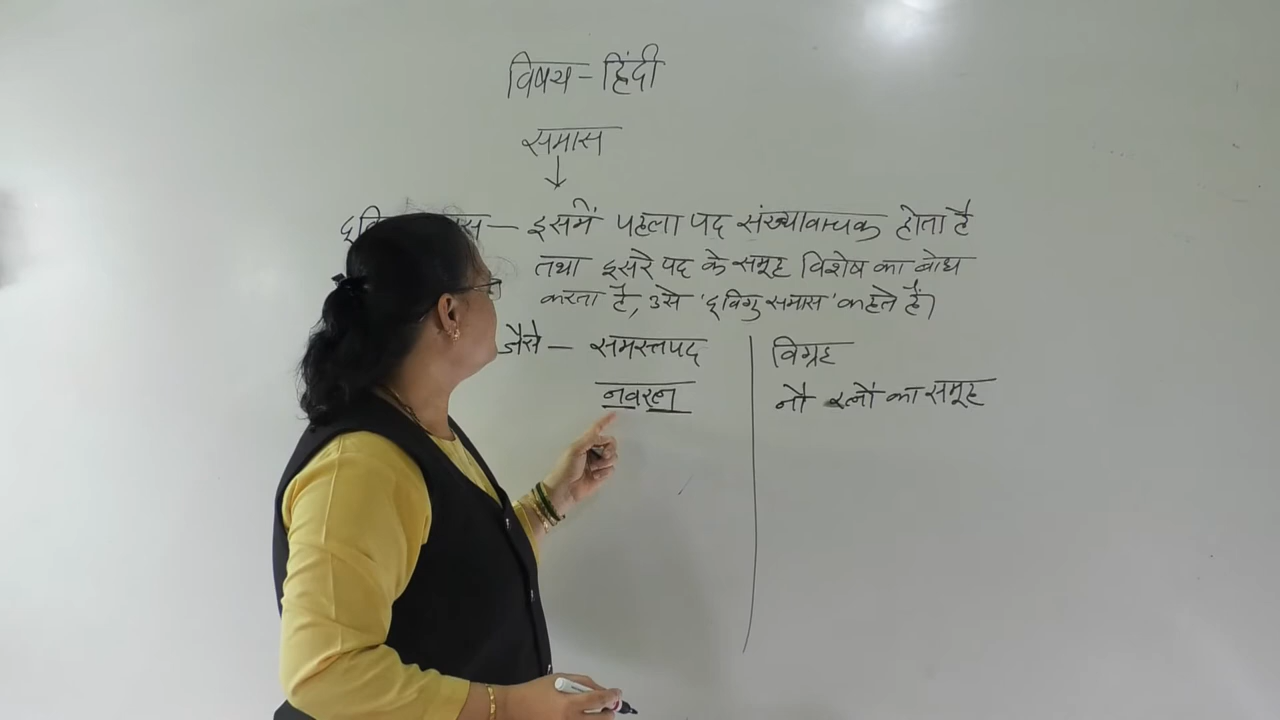 विषय - हिंदी
समास
↓
— इसमें पहला पद संख्यावाचक होता है
तथा दूसरे पद के समूह विशेष का बोध
करता है, उसे 'द्विगु समास' कहते हैं।
जैसे — समस्तपद विग्रह
नवरत्न नौ रत्नों का समूह